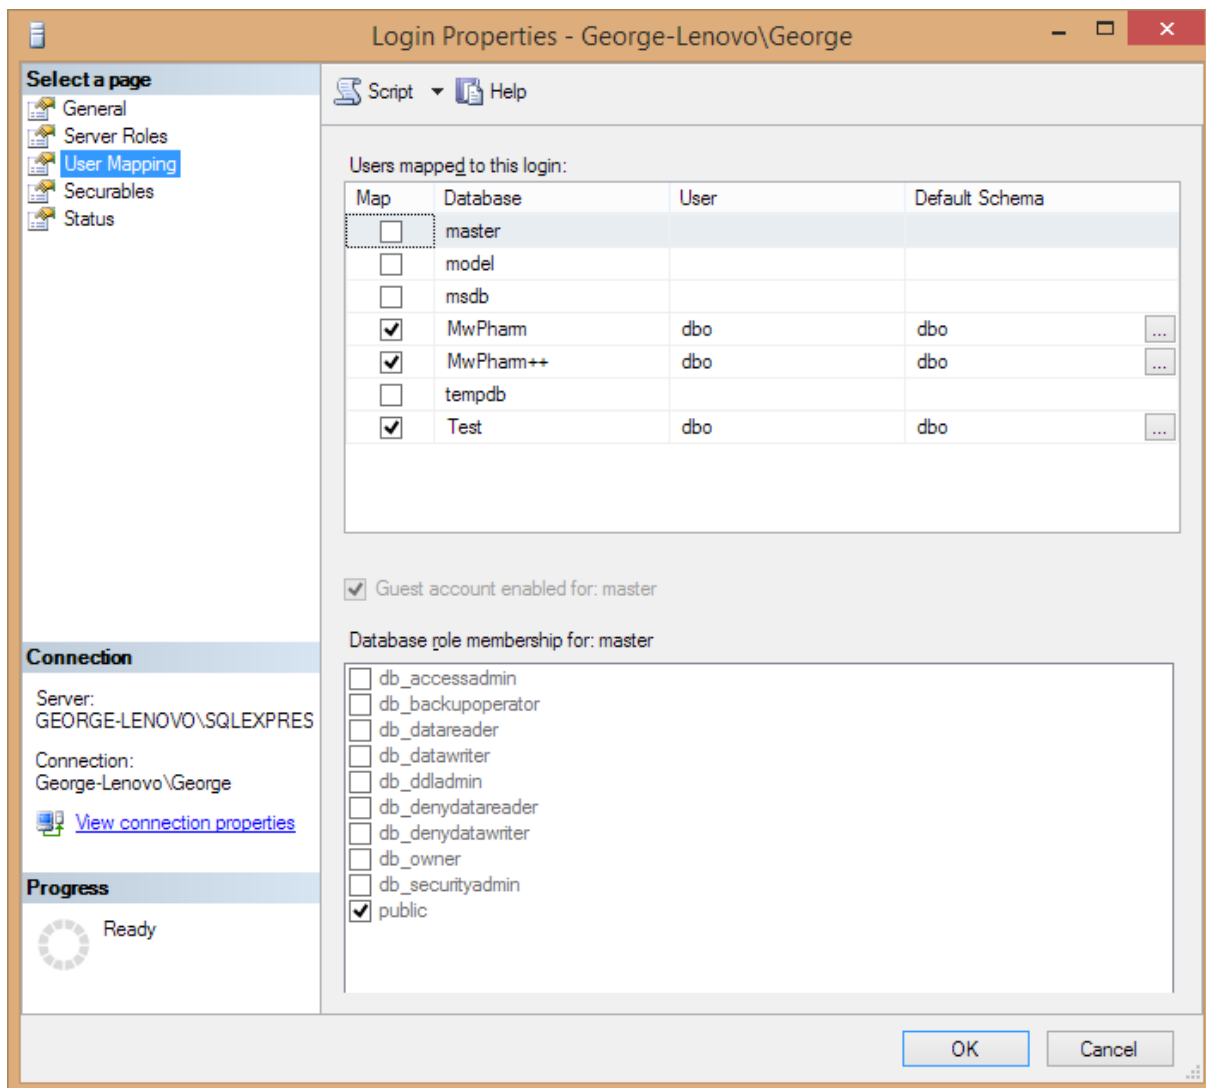 Login Properties - George-Lenovo\George
Select a page
General
Server Roles
User Mapping
Securables
Status
Script Help
Users mapped to this login:
Map Database User Default Schema
master
model
msdb
MwPharm dbo dbo ...
MwPharm++ dbo dbo ...
tempdb
Test dbo dbo ...
Guest account enabled for: master
Database role membership for: master
db_accessadmin
db_backupoperator
db_datareader
db_datawriter
db_ddladmin
db_denydatareader
db_denydatawriter
db_owner
db_securityadmin
public
Connection
Server:
GEORGE-LENOVO\SQLEXPRES
Connection:
George-Lenovo\George
View connection properties
Progress
Ready
OK Cancel